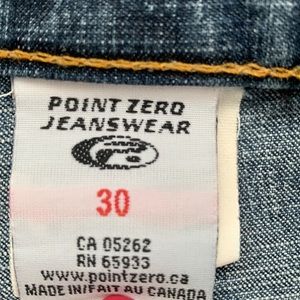 POINT ZERO
JEANSWEAR
30
CA 05262
RN 65933
www.pointzero.ca
MADE IN/FAIT AU CANADA